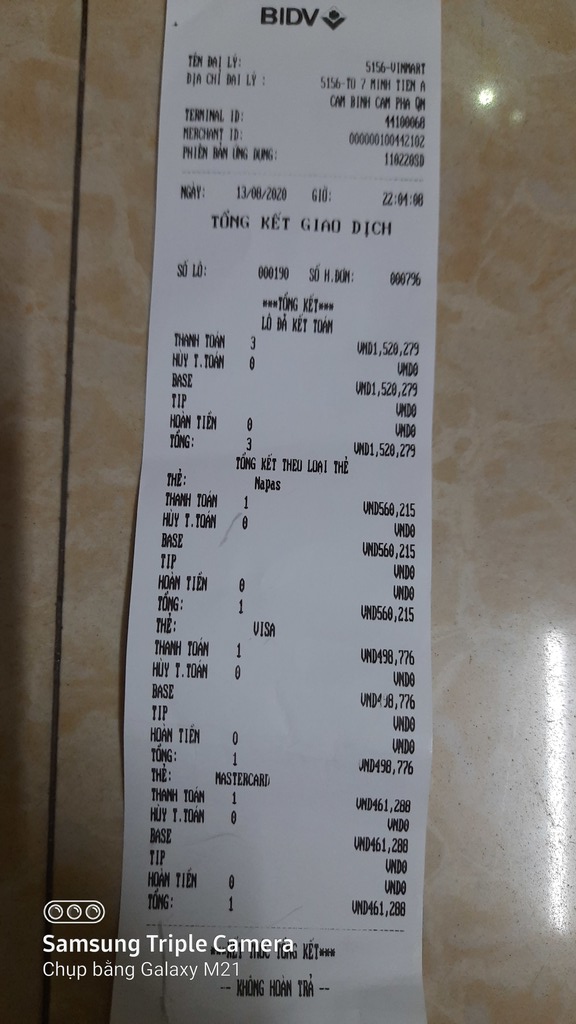 BIDV
TÊN ĐẠI LÝ: 5156-VINMART
ĐỊA CHỈ ĐẠI LÝ : 5156-TỔ 7 MINH TIEN A
CAM BINH CAM PHA QN
TERMINAL ID: 44100068
MERCHANT ID: 000000100442102
PHIÊN BẢN ỨNG DỤNG: 110220SD
NGÀY: 13/08/2020 GIỜ: 22:04:08
TỔNG KẾT GIAO DỊCH
SỐ LÔ: 000190 SỐ H.ĐƠN: 000796
***TỔNG KẾT***
LÔ ĐÃ KẾT TOÁN
THANH TOÁN 3 VND1,520,279
HỦY T.TOÁN 0 VND0
BASE VND1,520,279
TIP VND0
HOÀN TIỀN 0 VND0
TỔNG: 3 VND1,520,279
TỔNG KẾT THEO LOẠI THẺ
THẺ: Napas
THANH TOÁN 1 VND560,215
HỦY T.TOÁN 0 VND0
BASE VND560,215
TIP VND0
HOÀN TIỀN 0 VND0
TỔNG: 1 VND560,215
THẺ: VISA
THANH TOÁN 1 VND498,776
HỦY T.TOÁN 0 VND0
BASE VND498,776
TIP VND0
HOÀN TIỀN 0 VND0
TỔNG: 1 VND498,776
THẺ: MASTERCARD
THANH TOÁN 1 VND461,288
HỦY T.TOÁN 0 VND0
BASE VND461,288
TIP VND0
HOÀN TIỀN 0 VND0
TỔNG: 1 VND461,288
***KẾT THÚC TỔNG KẾT***
-- KHÔNG HOÀN TRẢ --
Samsung Triple Camera
Chụp bằng Galaxy M21